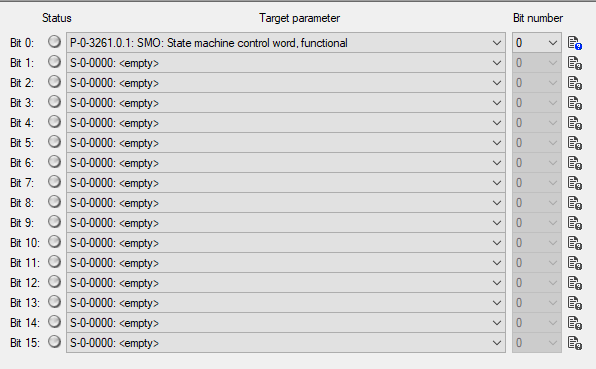 Status Target parameter Bit number
Bit 0: P-0-3261.0.1: SMO: State machine control word, functional 0
Bit 1: S-0-0000: <empty> 0
Bit 2: S-0-0000: <empty> 0
Bit 3: S-0-0000: <empty> 0
Bit 4: S-0-0000: <empty> 0
Bit 5: S-0-0000: <empty> 0
Bit 6: S-0-0000: <empty> 0
Bit 7: S-0-0000: <empty> 0
Bit 8: S-0-0000: <empty> 0
Bit 9: S-0-0000: <empty> 0
Bit 10: S-0-0000: <empty> 0
Bit 11: S-0-0000: <empty> 0
Bit 12: S-0-0000: <empty> 0
Bit 13: S-0-0000: <empty> 0
Bit 14: S-0-0000: <empty> 0
Bit 15: S-0-0000: <empty> 0